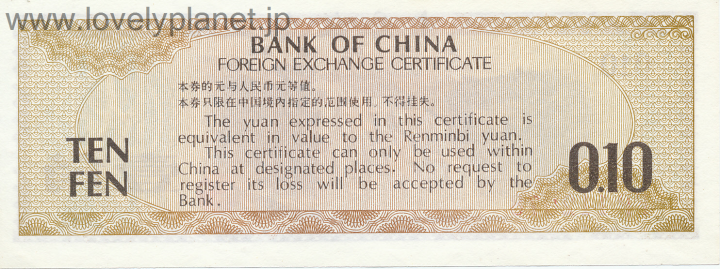 www.lovelyplanet.jp
BANK OF CHINA
FOREIGN EXCHANGE CERTIFICATE
本券的元与人民币元等值。
本券只限在中国境内指定的范围使用。不得挂失。
The yuan expressed in this certificate is
equivalent in value to the Renminbi yuan.
This certificate can only be used within
China at designated places. No request to
register its loss will be accepted by the
Bank.
TEN
FEN
0.10